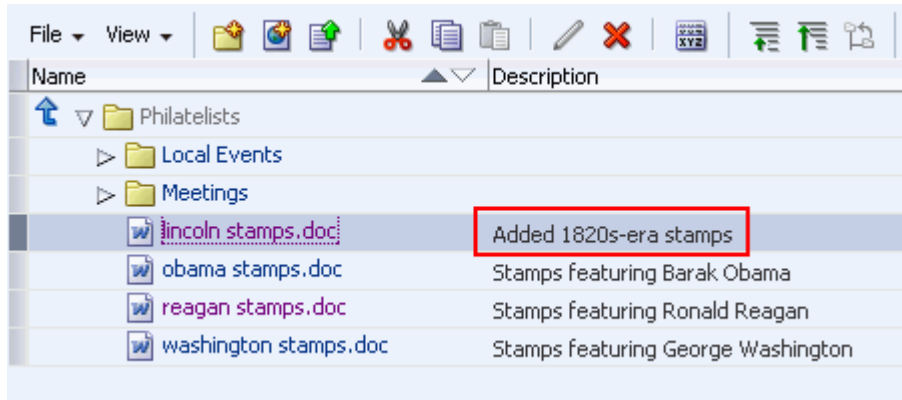 File View
Name Description
Philatelists
Local Events
Meetings
lincoln stamps.doc Added 1820s-era stamps
obama stamps.doc Stamps featuring Barak Obama
reagan stamps.doc Stamps featuring Ronald Reagan
washington stamps.doc Stamps featuring George Washington